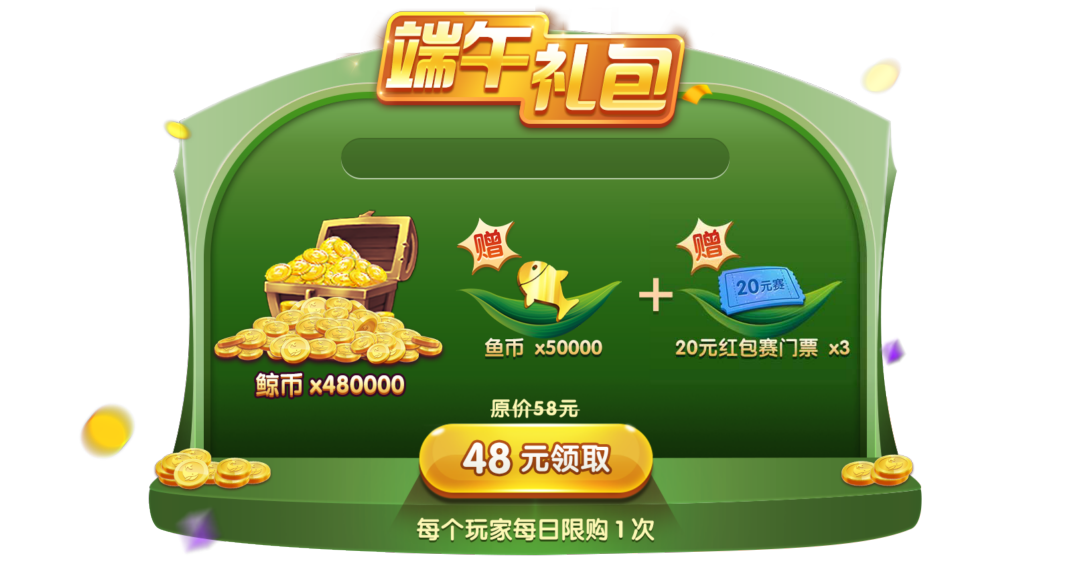 端午礼包
赠
赠
20元赛
鲸币 x480000
鱼币 x50000
+
20元红包赛门票 x3
原价58元
48元领取
每个玩家每日限购1次